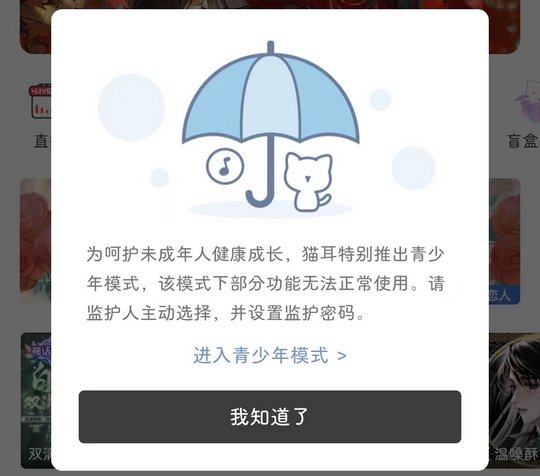 LIVE
直
盲盒
恋人
神话
双满
温嗓酥
为呵护未成年人健康成长，猫耳特别推出青少
年模式，该模式下部分功能无法正常使用。请
监护人主动选择，并设置监护密码。
进入青少年模式 >
我知道了